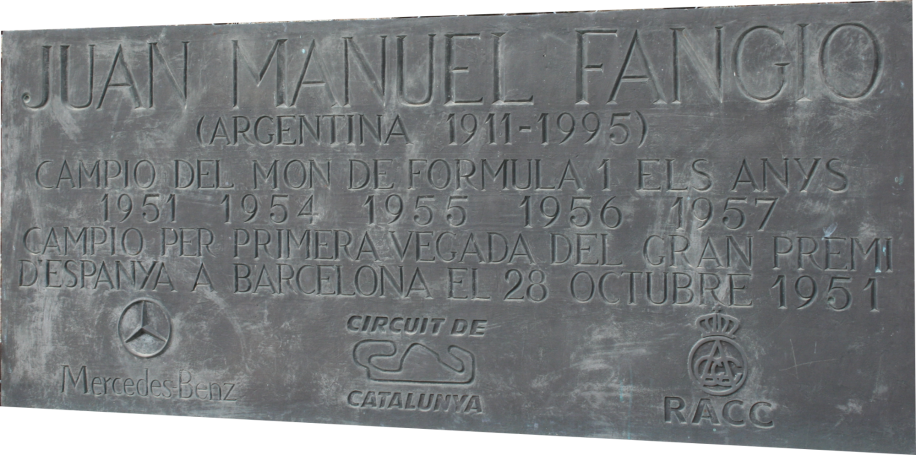 JUAN MANUEL FANGIO
(ARGENTINA 1911-1995)
CAMPIO DEL MON DE FORMULA 1 ELS ANYS
1951 1954 1955 1956 1957
CAMPIO PER PRIMERA VEGADA DEL GRAN PREMI
D'ESPANYA A BARCELONA EL 28 OCTUBRE 1951
Mercedes-Benz
CIRCUIT DE
CATALUNYA
RACC